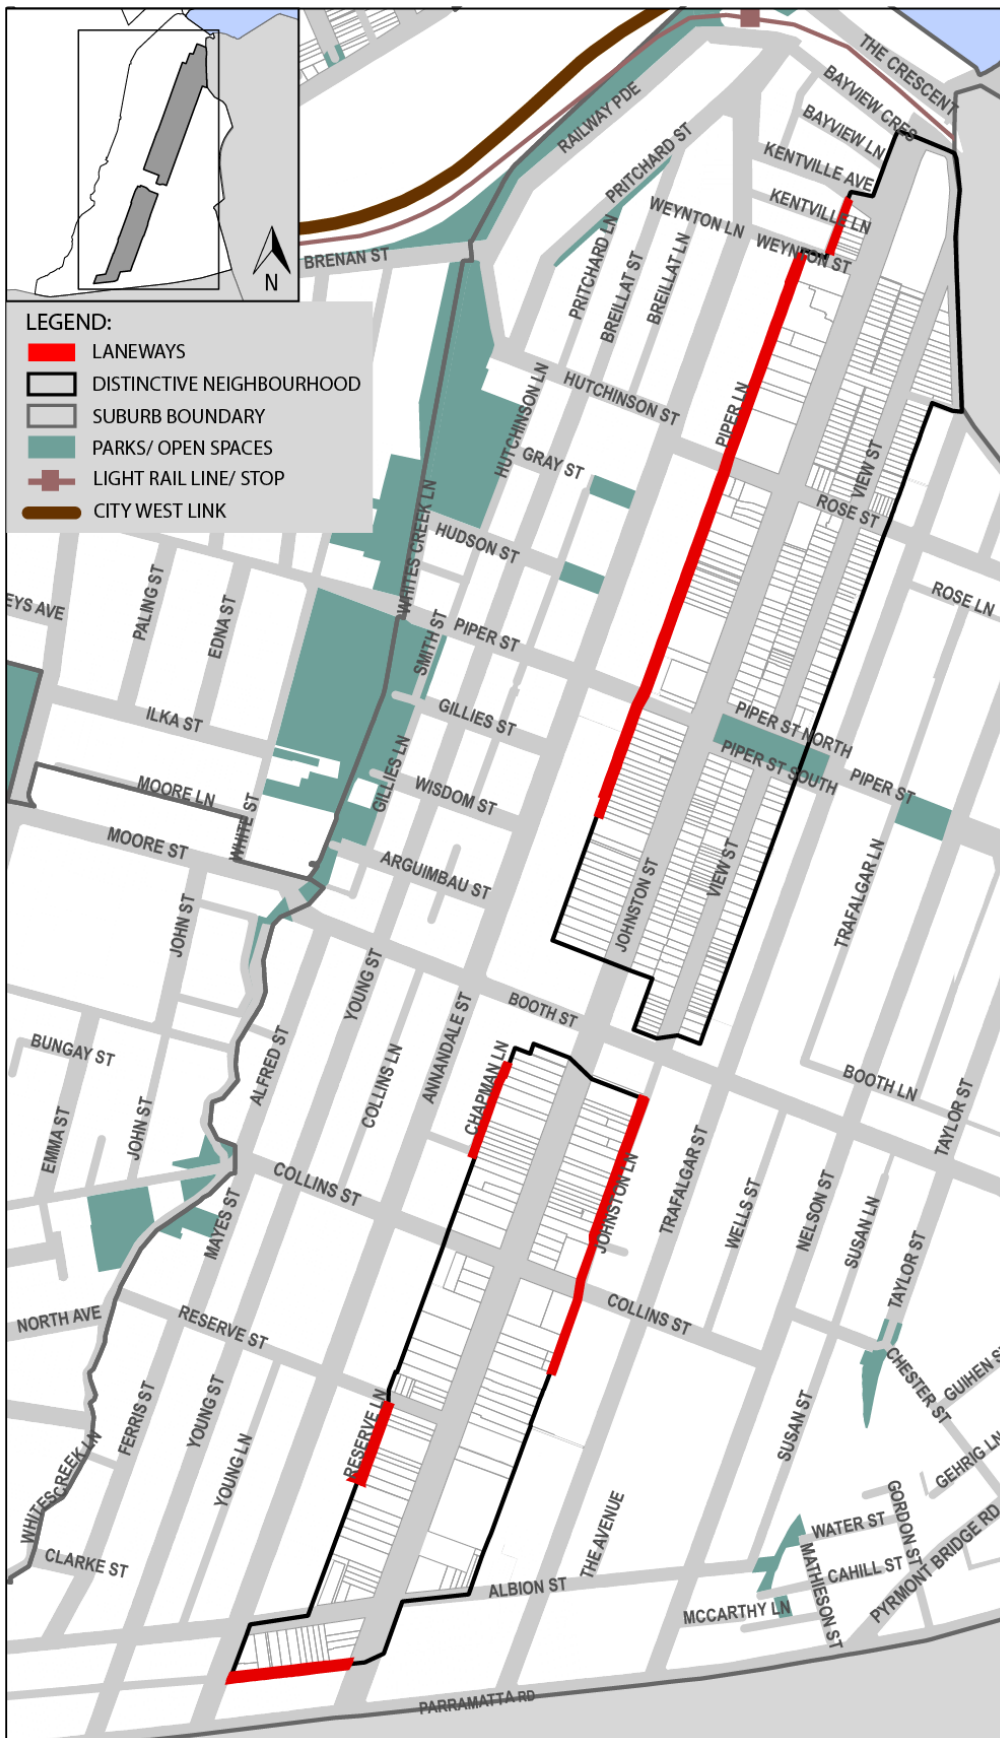 THE CRESCENT
BAYVIEW CRES
RAILWAY PDE
BAYVIEW LN
PRITCHARD ST
KENTVILLE AVE
KENTVILLE LN
WEYNTON LN
WEYNTON ST
BRENAN ST
N
PRITCHARD LN
BREILLAT ST
BREILLAT LN
LEGEND:
LANEWAYS
DISTINCTIVE NEIGHBOURHOOD
SUBURB BOUNDARY
PARKS/ OPEN SPACES
LIGHT RAIL LINE/ STOP
CITY WEST LINK
HUTCHINSON LN
HUTCHINSON ST
PIPER LN
GRAY ST
VIEW ST
ROSE ST
WHITES CREEK LN
HUDSON ST
ROSE LN
EYS AVE
PALING ST
EDNA ST
SMITH ST
PIPER ST
ILKA ST
GILLIES ST
PIPER ST NORTH
PIPER ST SOUTH
PIPER ST
MOORE LN
GILLIES LN
WISDOM ST
WHITE ST
MOORE ST
ARGUIMBAU ST
JOHNSTON ST
VIEW ST
TRAFALGAR LN
JOHN ST
YOUNG ST
BOOTH ST
BUNGAY ST
ALFRED ST
COLLINS LN
ANNANDALE ST
CHAPMAN LN
BOOTH LN
EMMA ST
JOHN ST
TAYLOR ST
COLLINS ST
MAYES ST
JOHNSTON LN
TRAFALGAR ST
WELLS ST
NELSON ST
SUSAN LN
TAYLOR ST
NORTH AVE
RESERVE ST
COLLINS ST
CHESTER ST
GUIHEN S
FERRIS ST
YOUNG ST
YOUNG LN
RESERVE LN
SUSAN ST
GEHRIG LN
WHITES CREEK LN
CLARKE ST
THE AVENUE
WATER ST
GORDON ST
ALBION ST
CAHILL ST
MATHIESON ST
PYRMONT BRIDGE RD
MCCARTHY LN
PARRAMATTA RD